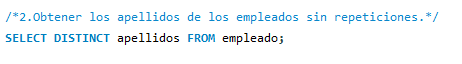 /*2.Obtener los apellidos de los empleados sin repeticiones.*/
SELECT DISTINCT apellidos FROM empleado;